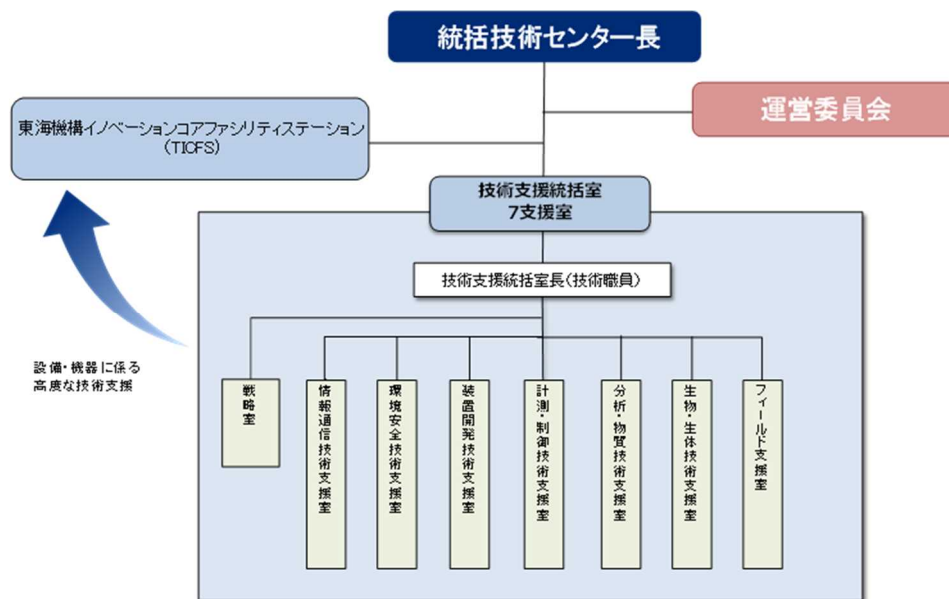 統括技術センター長
運営委員会
東海機構イノベーションコアファシリティステーション
(TICFS)
技術支援統括室
7支援室
技術支援統括室長(技術職員)
設備・機器に係る
高度な技術支援
戦略室
情報通信技術支援室
環境安全技術支援室
装置開発技術支援室
計測・制御技術支援室
分析・物質技術支援室
生物・生体技術支援室
フィールド支援室